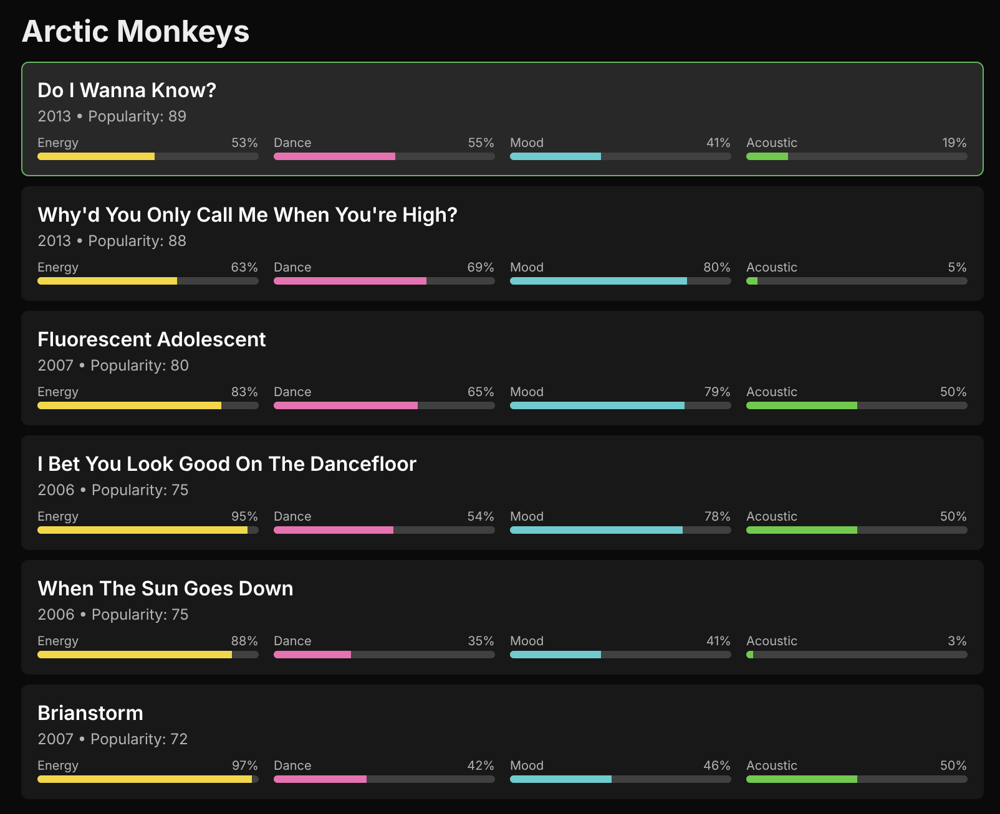 Arctic Monkeys
Do I Wanna Know?
2013 • Popularity: 89
Energy 53% Dance 55% Mood 41% Acoustic 19%
Why'd You Only Call Me When You're High?
2013 • Popularity: 88
Energy 63% Dance 69% Mood 80% Acoustic 5%
Fluorescent Adolescent
2007 • Popularity: 80
Energy 83% Dance 65% Mood 79% Acoustic 50%
I Bet You Look Good On The Dancefloor
2006 • Popularity: 75
Energy 95% Dance 54% Mood 78% Acoustic 50%
When The Sun Goes Down
2006 • Popularity: 75
Energy 88% Dance 35% Mood 41% Acoustic 3%
Brianstorm
2007 • Popularity: 72
Energy 97% Dance 42% Mood 46% Acoustic 50%